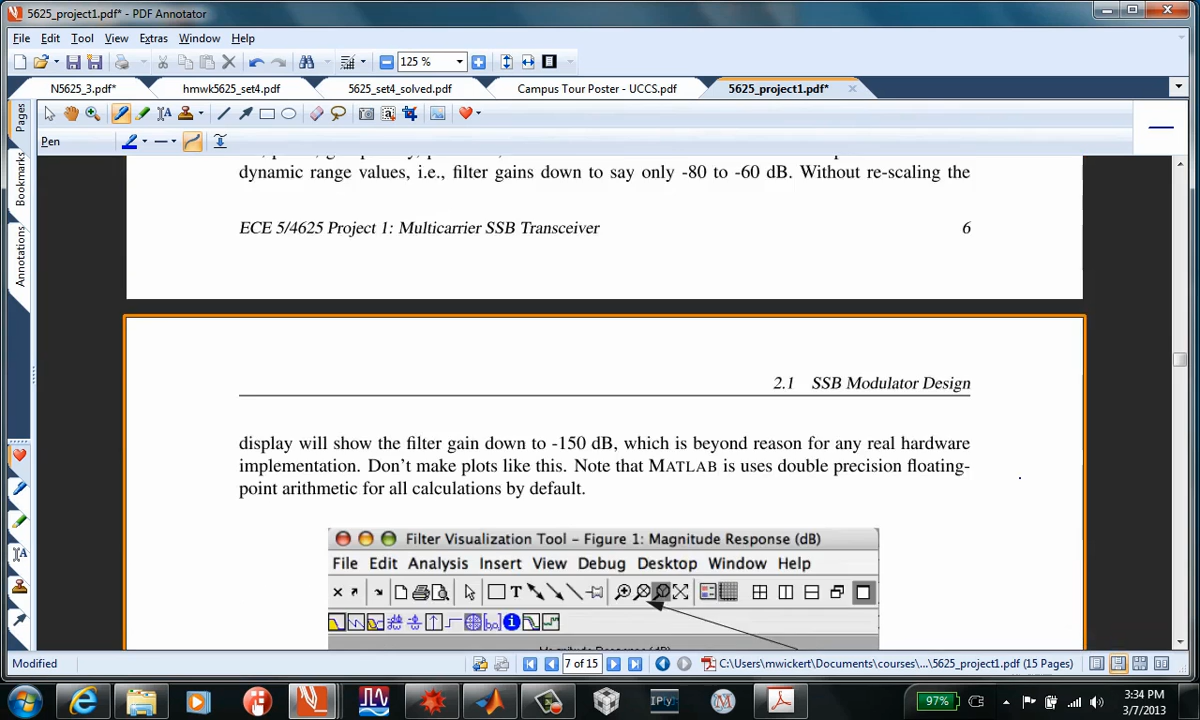 5625_project1.pdf* - PDF Annotator
File Edit Tool View Extras Window Help
125 %
N5625_3.pdf* hmwk5625_set4.pdf 5625_set4_solved.pdf Campus Tour Poster - UCCS.pdf 5625_project1.pdf*
Pen
Pages
Bookmarks
Annotations
dynamic range values, i.e., filter gains down to say only -80 to -60 dB. Without re-scaling the
ECE 5/4625 Project 1: Multicarrier SSB Transceiver 6
2.1 SSB Modulator Design
display will show the filter gain down to -150 dB, which is beyond reason for any real hardware
implementation. Don't make plots like this. Note that MATLAB is uses double precision floating-
point arithmetic for all calculations by default.
Filter Visualization Tool - Figure 1: Magnitude Response (dB)
File Edit Analysis Insert View Debug Desktop Window Help
Modified
7 of 15
C:\Users\mwickert\Documents\courses\...\5625_project1.pdf (15 Pages)
97%
3:34 PM
3/7/2013